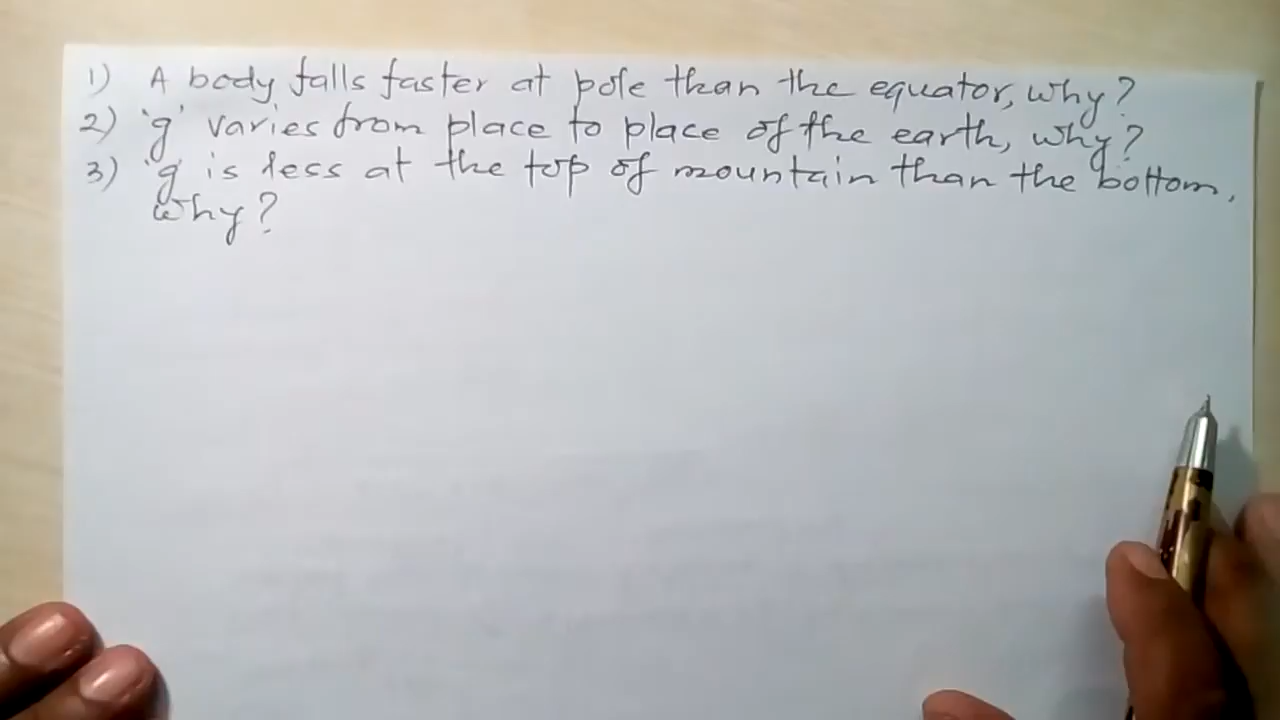 1) A body falls faster at pole than the equator, why?
2) 'g' varies from place to place of the earth, why?
3) 'g is less at the top of mountain than the bottom,
why?